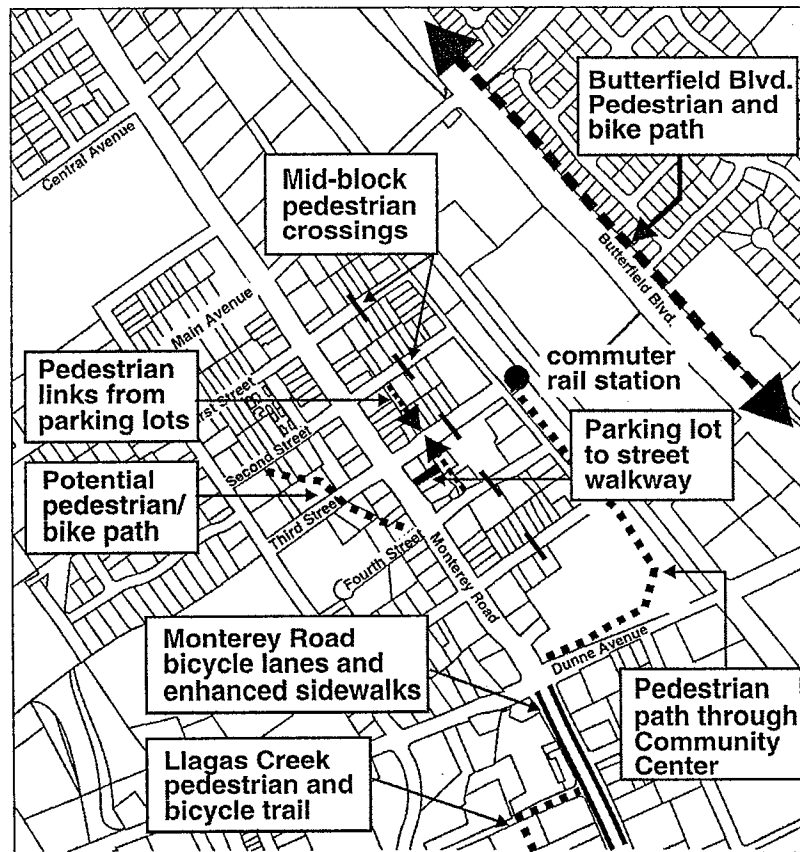 Butterfield Blvd.
Pedestrian and
bike path
Central Avenue
Mid-block
pedestrian
crossings
Butterfield Blvd.
Main Avenue
commuter
rail station
Pedestrian
links from
parking lots
Street
Second Street
Parking lot
to street
walkway
Potential
pedestrian/
bike path
Third Street
Fourth Street
Monterey Road
Monterey Road
bicycle lanes and
enhanced sidewalks
Dunne Avenue
Pedestrian
path through
Community
Center
Llagas Creek
pedestrian and
bicycle trail